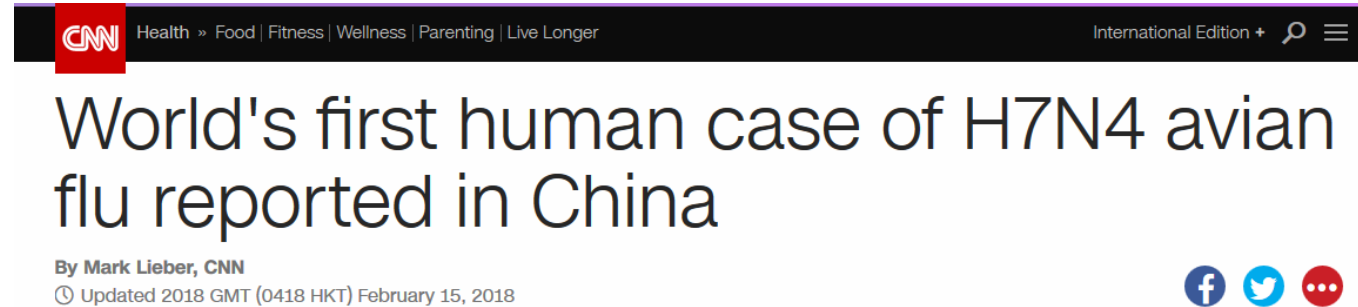 CNN Health » Food | Fitness | Wellness | Parenting | Live Longer International Edition +
World's first human case of H7N4 avian
flu reported in China
By Mark Lieber, CNN
Updated 2018 GMT (0418 HKT) February 15, 2018